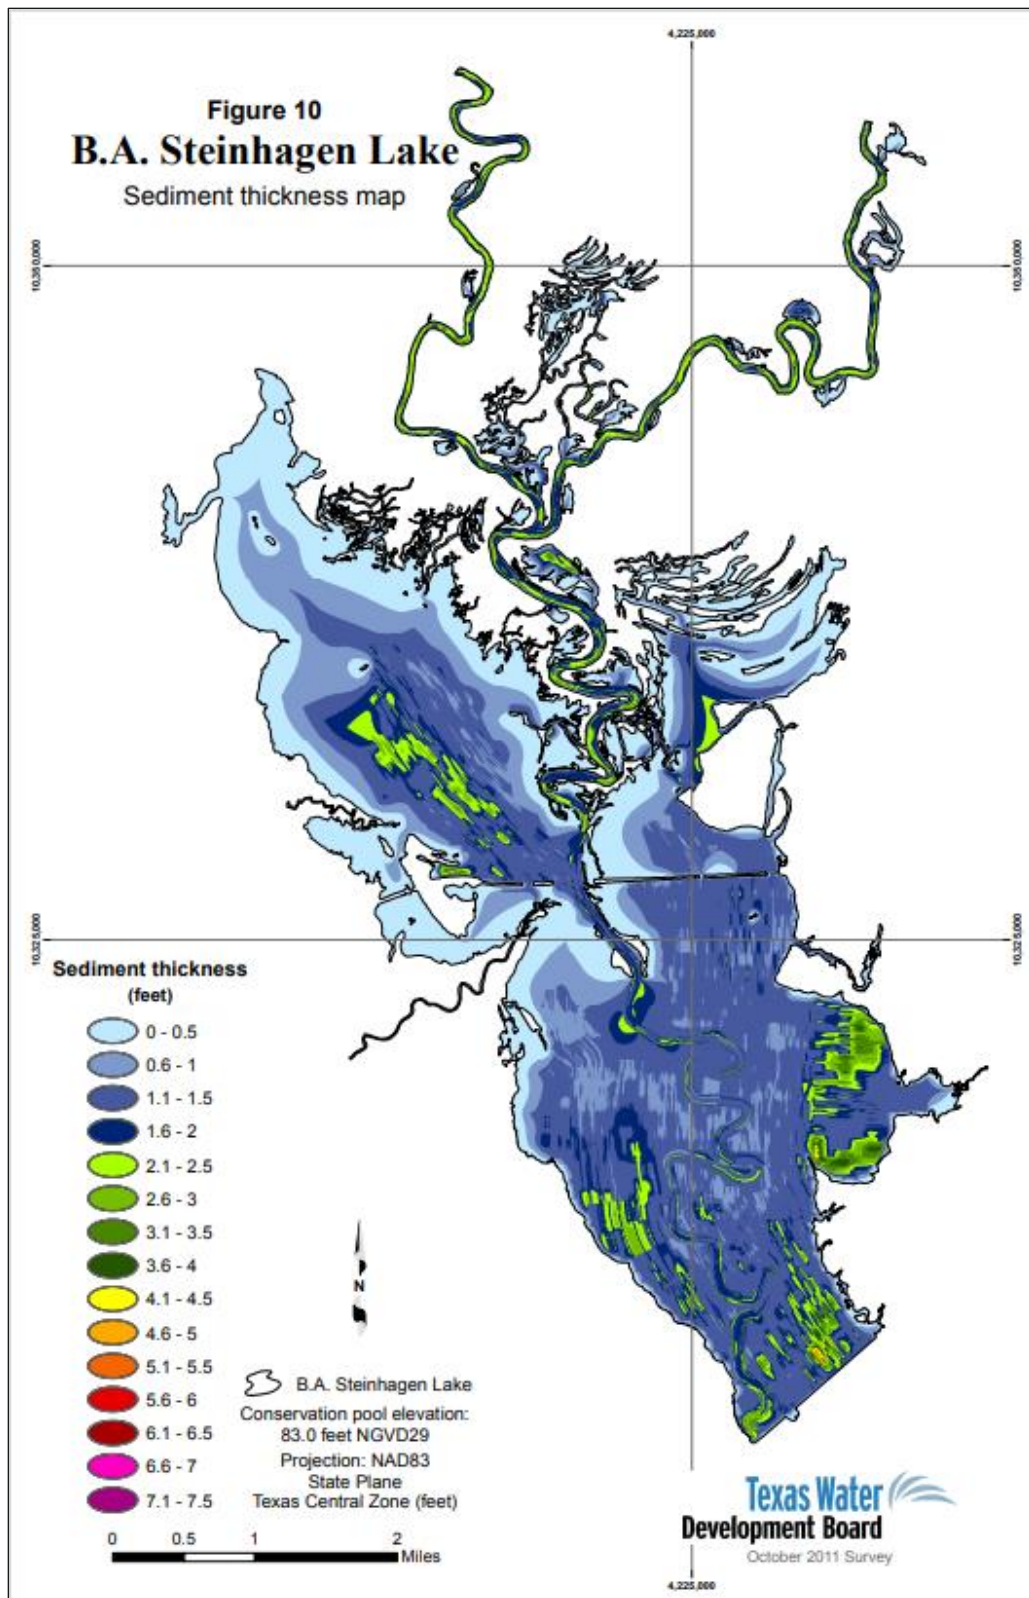 4,225,000
Figure 10
B.A. Steinhagen Lake
Sediment thickness map
10,350,000
10,350,000
10,325,000
10,325,000
Sediment thickness
(feet)
0 - 0.5
0.6 - 1
1.1 - 1.5
1.6 - 2
2.1 - 2.5
2.6 - 3
3.1 - 3.5
3.6 - 4
4.1 - 4.5
4.6 - 5
5.1 - 5.5
5.6 - 6
6.1 - 6.5
6.6 - 7
7.1 - 7.5
N
B.A. Steinhagen Lake
Conservation pool elevation:
83.0 feet NGVD29
Projection: NAD83
State Plane
Texas Central Zone (feet)
0 0.5 1 2
Miles
Texas Water
Development Board
October 2011 Survey
4,225,000